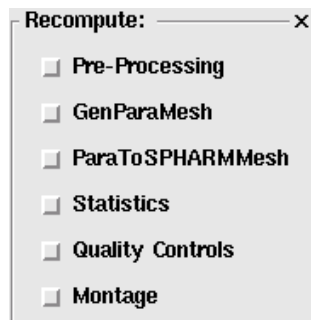 Recompute:
Pre-Processing
GenParaMesh
ParaToSPHARMMesh
Statistics
Quality Controls
Montage